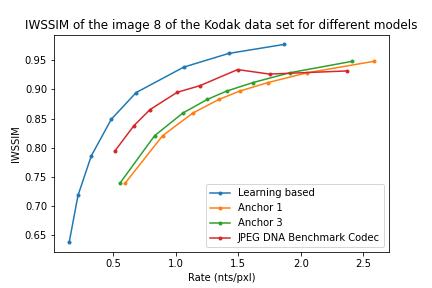 IWSSIM of the image 8 of the Kodak data set for different models
0.95
0.90
0.85
0.80
0.75
0.70
0.65
IWSSIM
Learning based
Anchor 1
Anchor 3
JPEG DNA Benchmark Codec
0.5 1.0 1.5 2.0 2.5
Rate (nts/pxl)